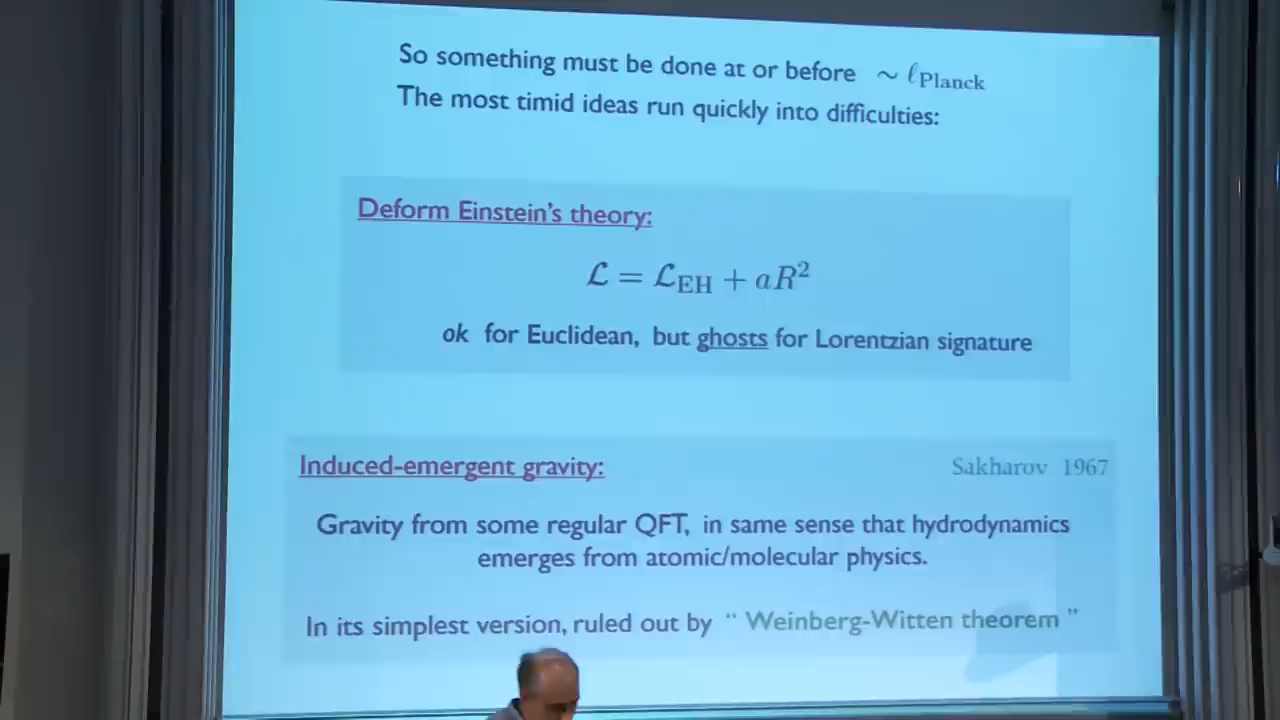 So something must be done at or before ∼ ℓPlanck
The most timid ideas run quickly into difficulties:
Deform Einstein's theory:
ℒ = ℒEH + aR²
ok for Euclidean, but ghosts for Lorentzian signature
Induced-emergent gravity: Sakharov 1967
Gravity from some regular QFT, in same sense that hydrodynamics
emerges from atomic/molecular physics.
In its simplest version, ruled out by “ Weinberg-Witten theorem ”